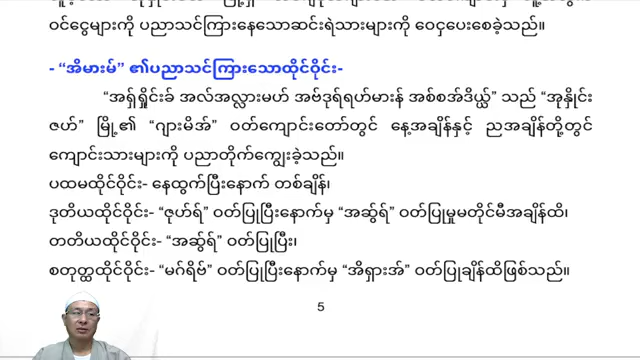 ဝင်ငွေများကို ပညာသင်ကြားနေသောဆင်းရဲသားများကို ဝေငှပေးစေခဲ့သည်။
- “အိမားမ်” ၏ပညာသင်ကြားသောထိုင်ဝိုင်း-
“အရှ်ရှိုင်းခ် အလ်အလ္လားမဟ် အဗ်ဒုရ်ရဟ်မားန် အစ်စအ်ဒိယ်ယ်” သည် “အုနိုင်း
ဇဟ်” မြို့၏ “ဂျားမိအ်” ဝတ်ကျောင်းတော်တွင် နေ့အချိန်နှင့် ညအချိန်တို့တွင်
ကျောင်းသားများကို ပညာတိုက်ကျွေးခဲ့သည်။
ပထမထိုင်ဝိုင်း- နေထွက်ပြီးနောက် တစ်ချိန်၊
ဒုတိယထိုင်ဝိုင်း- “ဇုဟ်ရ်” ဝတ်ပြုပြီးနောက်မှ “အဆွ်ရ်” ဝတ်ပြုမှုမတိုင်မီအချိန်ထိ၊
တတိယထိုင်ဝိုင်း- “အဆွ်ရ်” ဝတ်ပြုပြီး၊
စတုတ္ထထိုင်ဝိုင်း- “မဂ်ရိဗ်” ဝတ်ပြုပြီးနောက်မှ “အိရှားအ်” ဝတ်ပြုချိန်ထိဖြစ်သည်။
5